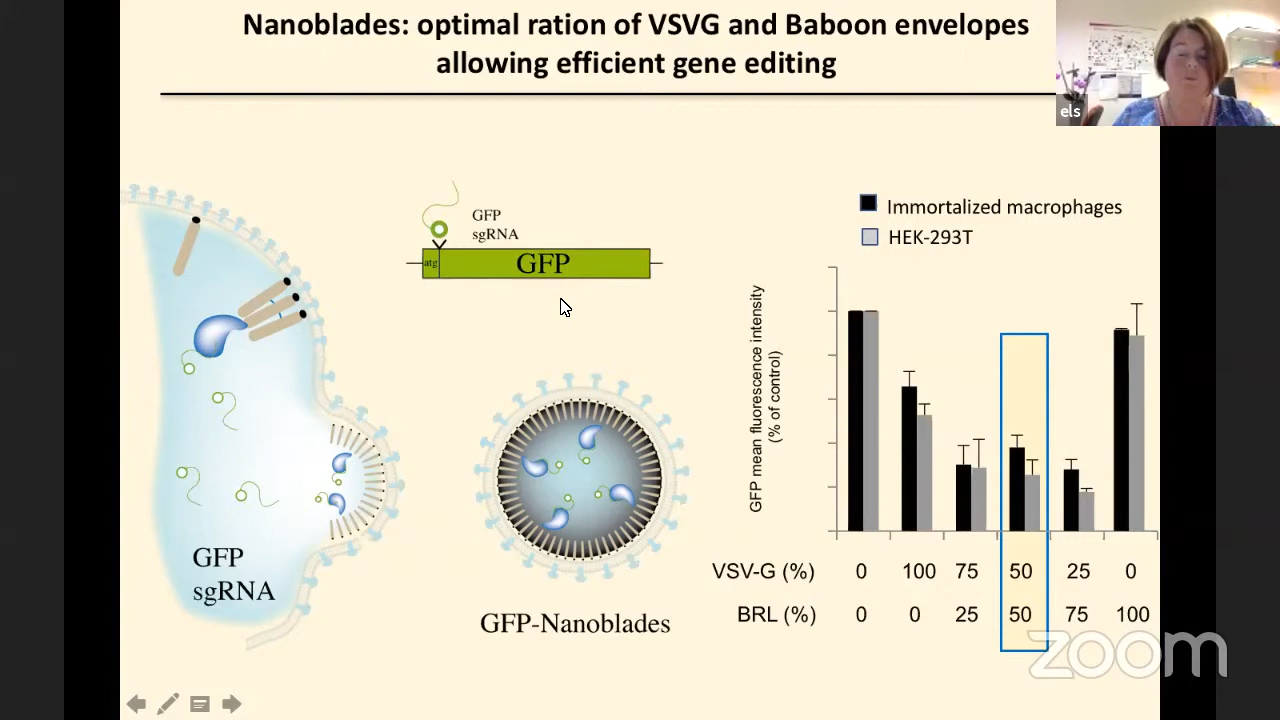 Nanoblades: optimal ration of VSVG and Baboon envelopes
allowing efficient gene editing
els
GFP
sgRNA
atg
GFP
GFP
sgRNA
GFP-Nanoblades
Immortalized macrophages
HEK-293T
GFP mean fluorescence intensity
(% of control)
VSV-G (%) 0 100 75 50 25 0
BRL (%) 0 0 25 50 75 100
zoom